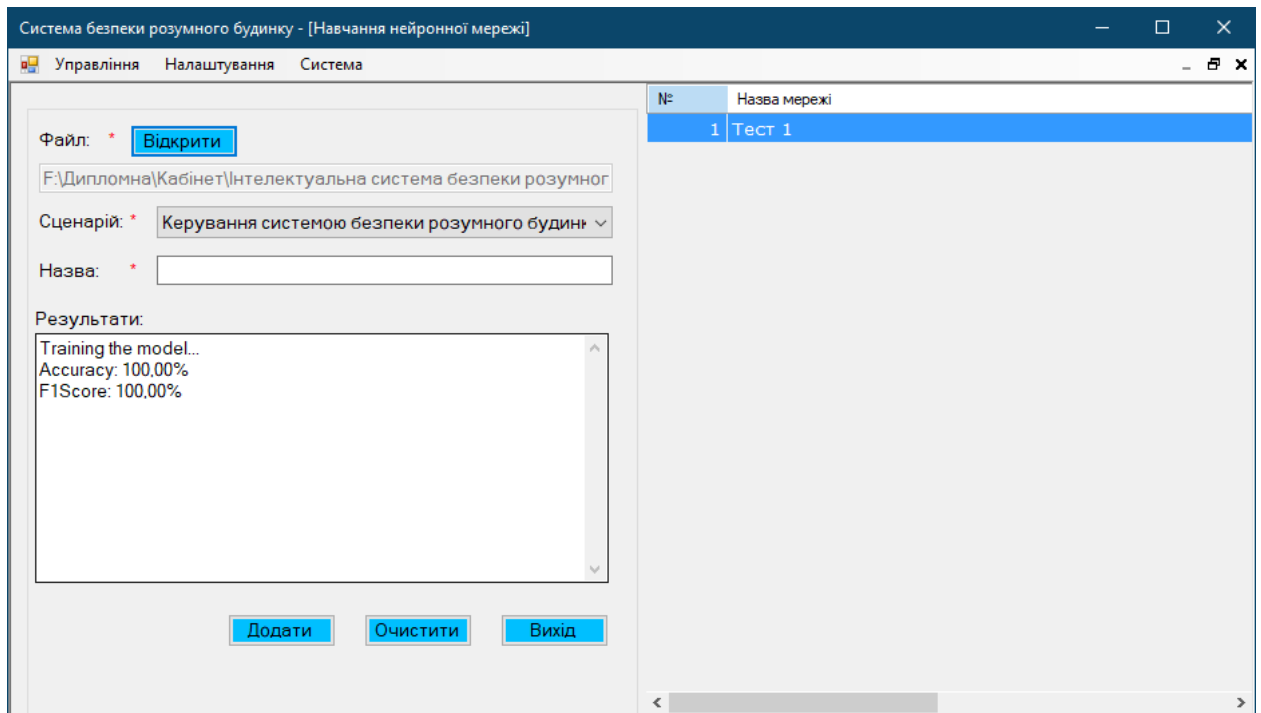 Система безпеки розумного будинку - [Навчання нейронної мережі]
Управління Налаштування Система
Файл: * Відкрити
F:\Дипломна\Кабінет\Інтелектуальна система безпеки розумног
Сценарій: * Керування системою безпеки розумного будинк
Назва: *
Результати:
Training the model...
Accuracy: 100,00%
F1Score: 100,00%
Додати Очистити Вихід
№ Назва мережі
1 Тест 1